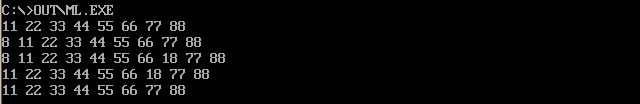 C:\>OUT\ML.EXE
11 22 33 44 55 66 77 88
8 11 22 33 44 55 66 77 88
8 11 22 33 44 55 66 18 77 88
11 22 33 44 55 66 18 77 88
11 22 33 44 55 66 77 88